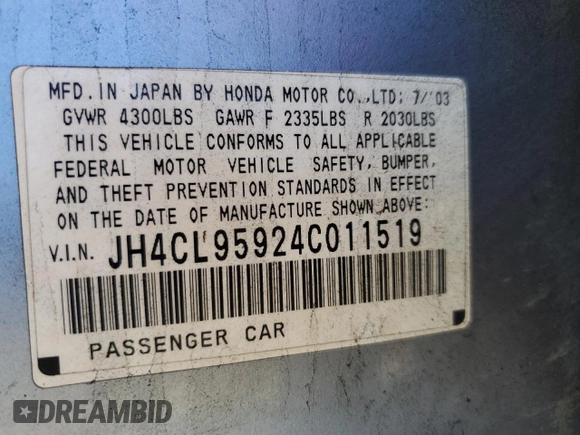 MFD. IN JAPAN BY HONDA MOTOR CO.,LTD: 7/'03
GVWR 4300LBS GAWR F 2335LBS R 2030LBS
THIS VEHICLE CONFORMS TO ALL APPLICABLE
FEDERAL MOTOR VEHICLE SAFETY, BUMPER,
AND THEFT PREVENTION STANDARDS IN EFFECT
ON THE DATE OF MANUFACTURE SHOWN ABOVE:
V.I.N. JH4CL95924C011519
PASSENGER CAR
DREAMBID